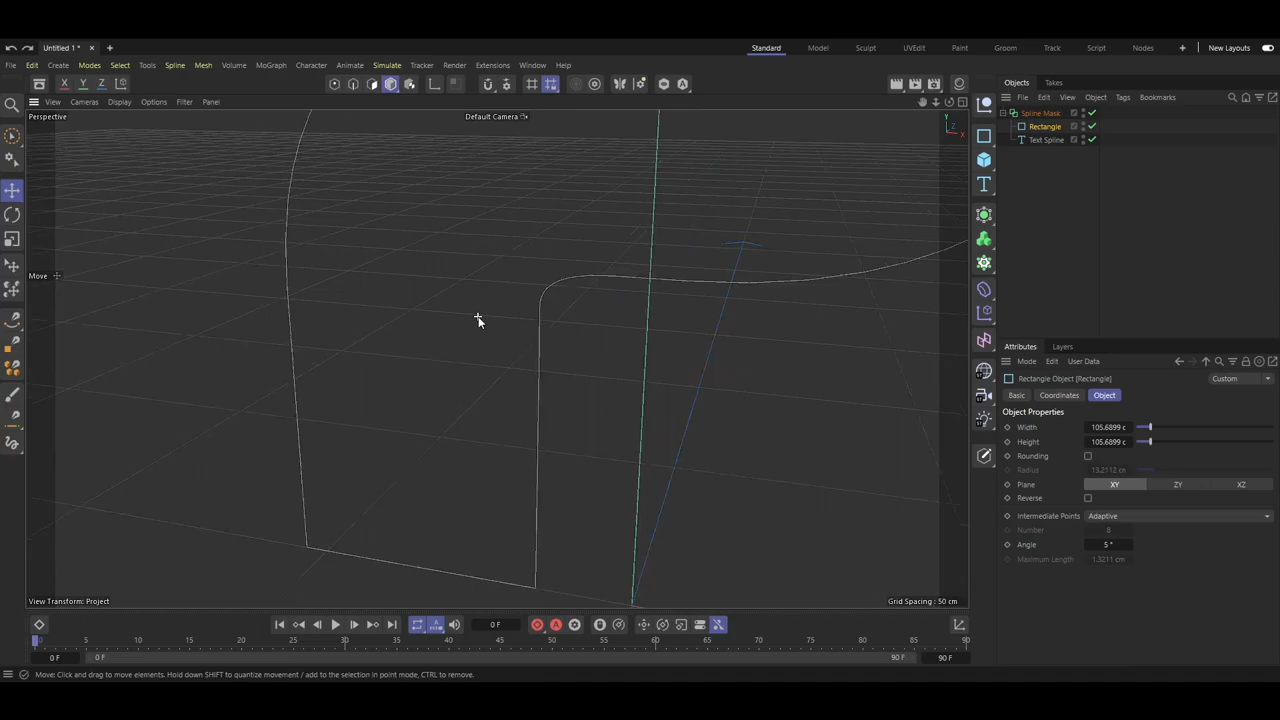 Untitled 1 *
Standard
Model
Sculpt
UVEdit
Paint
Groom
Track
Script
Nodes
New Layouts
File
Edit
Create
Modes
Select
Tools
Spline
Mesh
Volume
MoGraph
Character
Animate
Simulate
Tracker
Render
Extensions
Window
Help
X
Y
Z
Objects
Takes
View
Cameras
Display
Options
Filter
Panel
File
Edit
View
Object
Tags
Bookmarks
Perspective
Default Camera
Y
Z
X
Spline Mask
Rectangle
Text Spline
Move
Attributes
Layers
Mode
Edit
User Data
Rectangle Object [Rectangle]
Custom
Basic
Coordinates
Object
Object Properties
Width 105.6899 c
Height 105.6899 c
Rounding
Radius 13.2112 cm
Plane XY ZY XZ
Reverse
Intermediate Points Adaptive
Number 8
Angle 5 °
Maximum Length 1.3211 cm
View Transform: Project
Grid Spacing : 50 cm
0 F
0 5 10 15 20 25 30 35 40 45 50 55 60 65 70 75 80 85 90
0 F
0 F
90 F
90 F
Move: Click and drag to move elements. Hold down SHIFT to quantize movement / add to the selection in point mode, CTRL to remove.